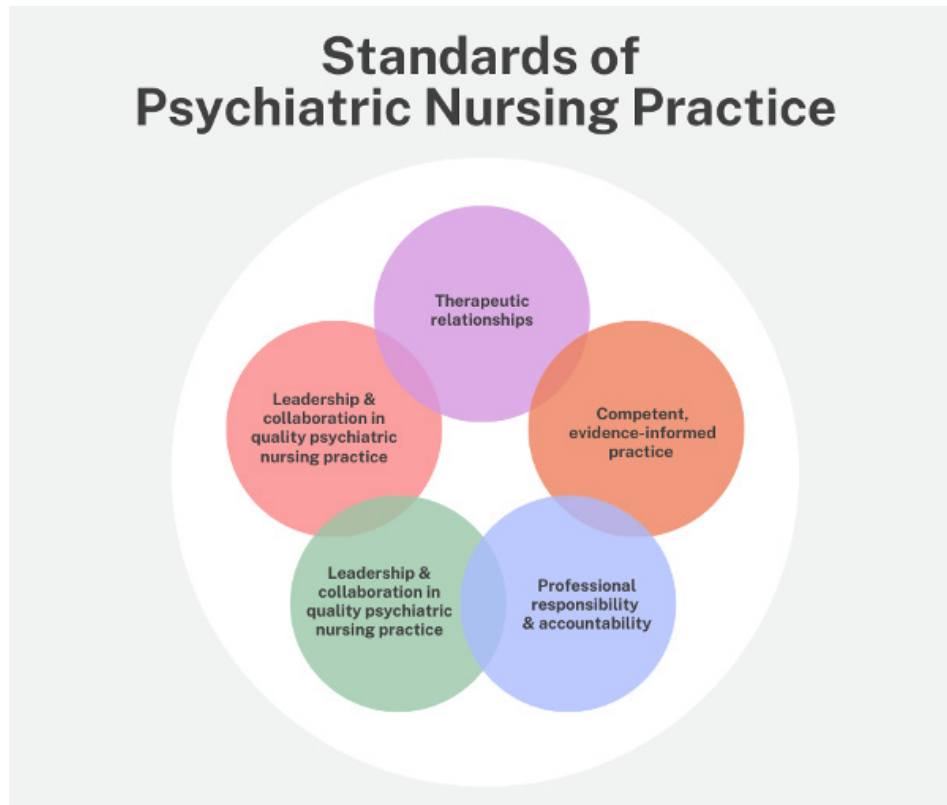 Standards of
Psychiatric Nursing Practice
Therapeutic
relationships
Leadership &
collaboration in
quality psychiatric
nursing practice
Competent,
evidence-informed
practice
Leadership &
collaboration in
quality psychiatric
nursing practice
Professional
responsibility
& accountability